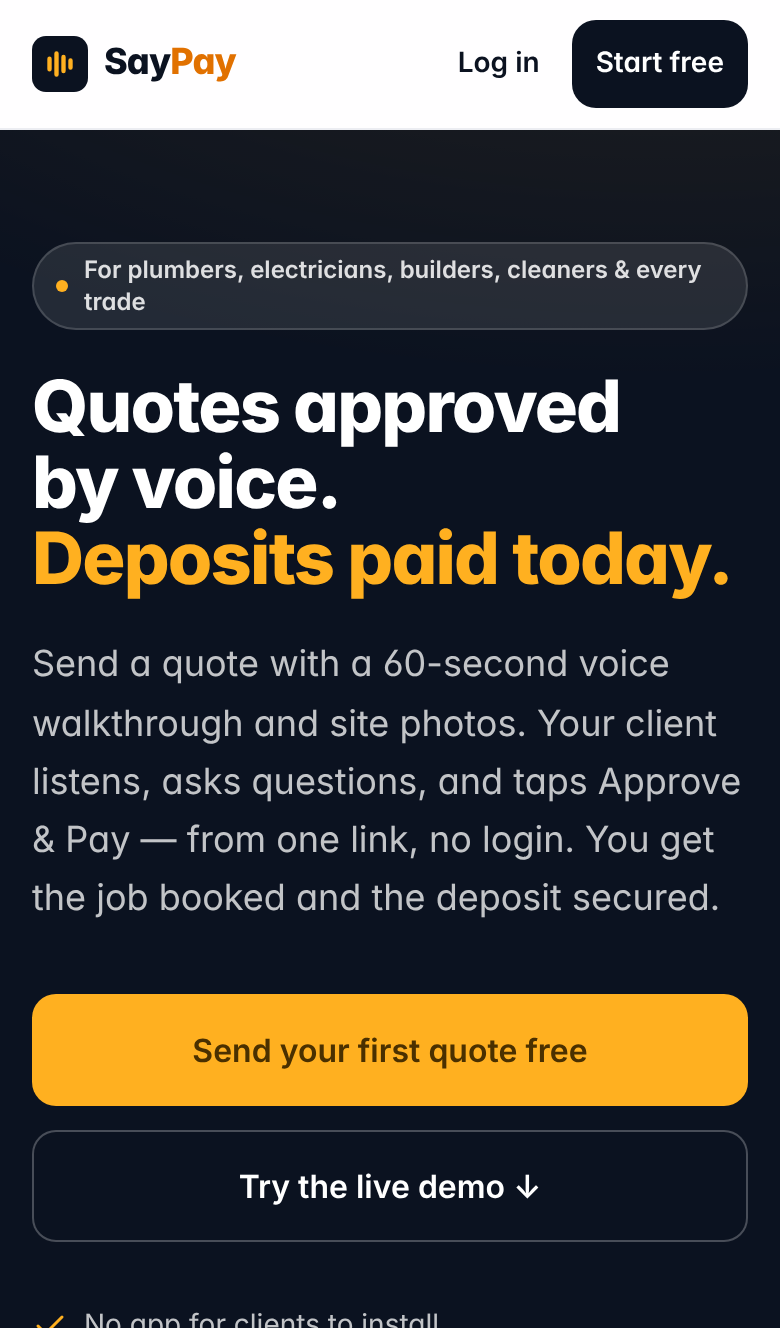 SayPay
Log in
Start free
For plumbers, electricians, builders, cleaners & every
trade
Quotes approved
by voice.
Deposits paid today.
Send a quote with a 60-second voice
walkthrough and site photos. Your client
listens, asks questions, and taps Approve
& Pay — from one link, no login. You get
the job booked and the deposit secured.
Send your first quote free
Try the live demo ↓
No app for clients to install